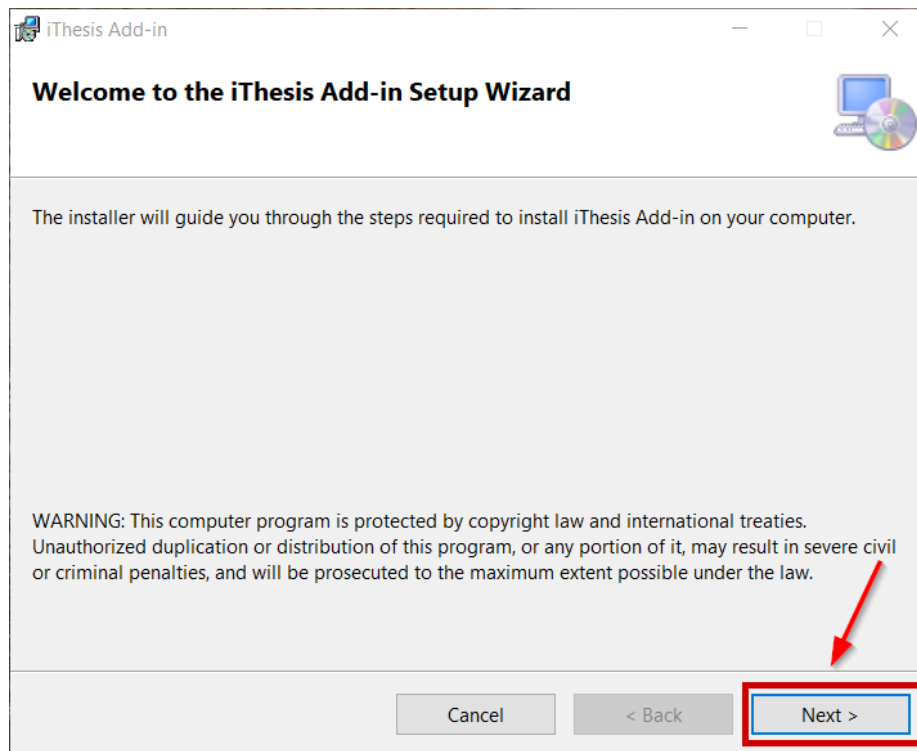 iThesis Add-in
Welcome to the iThesis Add-in Setup Wizard
The installer will guide you through the steps required to install iThesis Add-in on your computer.
WARNING: This computer program is protected by copyright law and international treaties.
Unauthorized duplication or distribution of this program, or any portion of it, may result in severe civil
or criminal penalties, and will be prosecuted to the maximum extent possible under the law.
Cancel < Back Next >